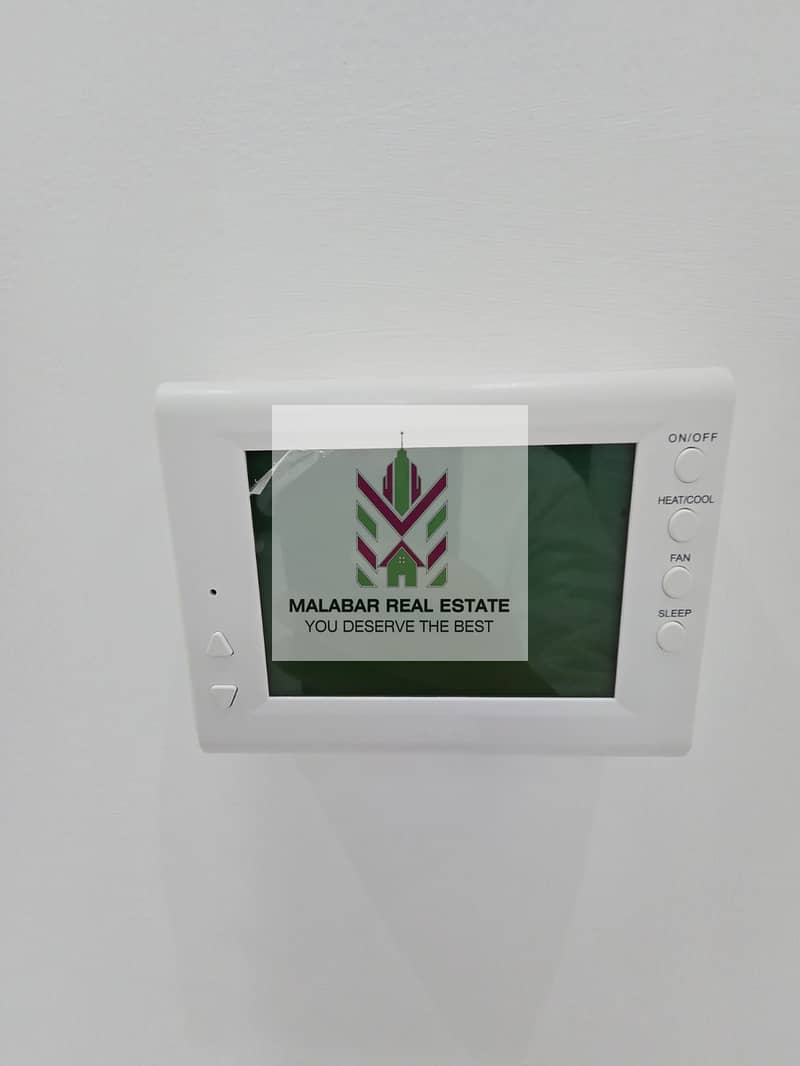 ON/OFF
HEAT/COOL
FAN
SLEEP
MALABAR REAL ESTATE
YOU DESERVE THE BEST